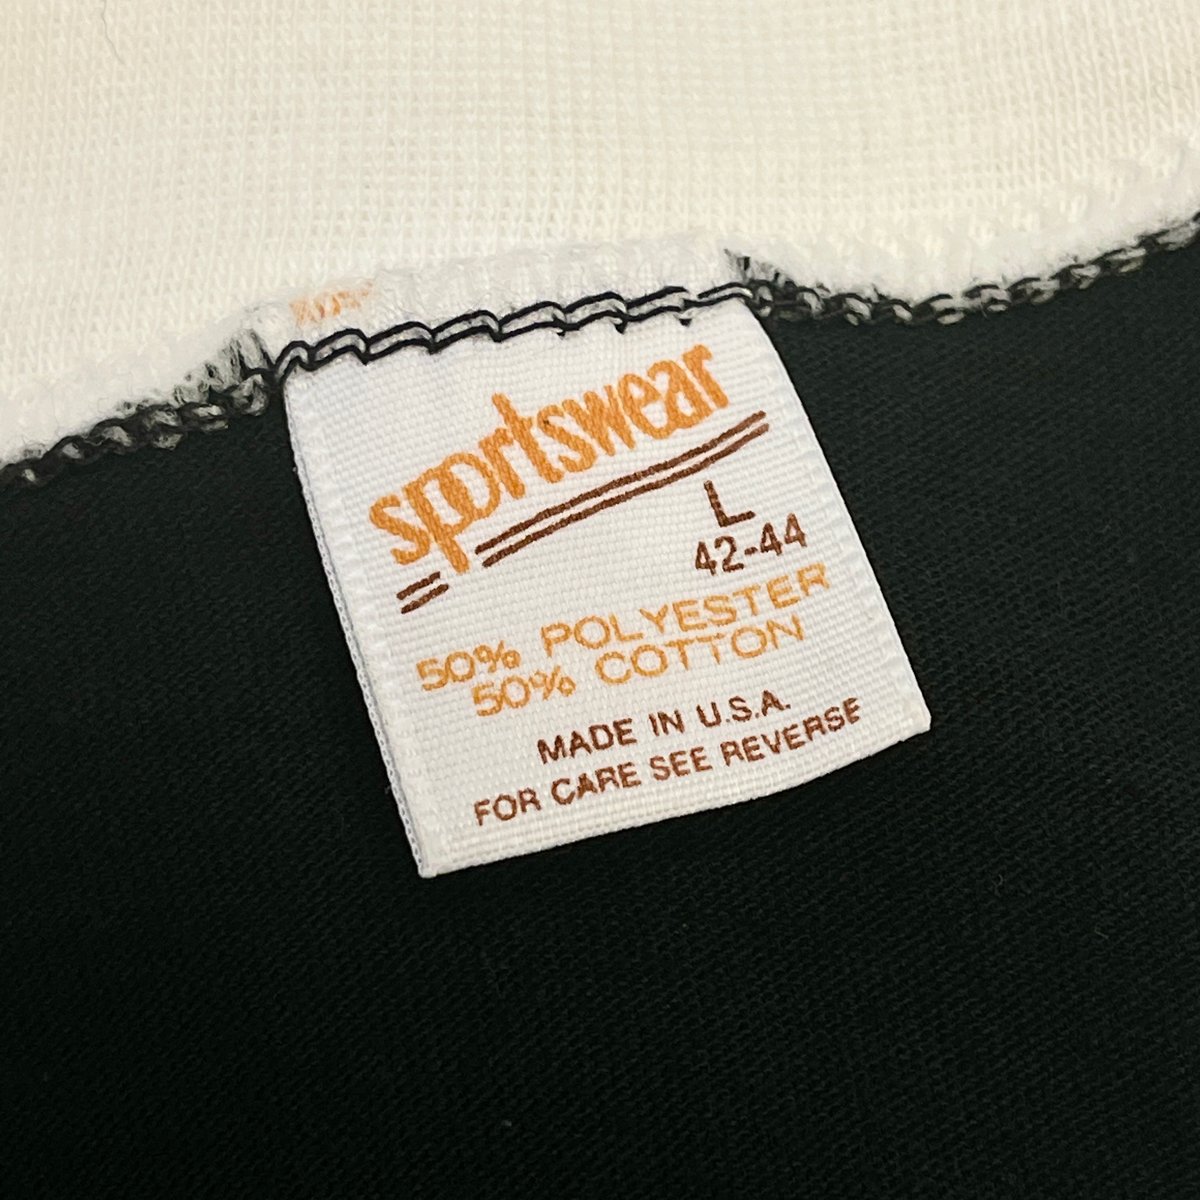 sportswear
L
42-44
50% POLYESTER
50% COTTON
MADE IN U.S.A.
FOR CARE SEE REVERSE